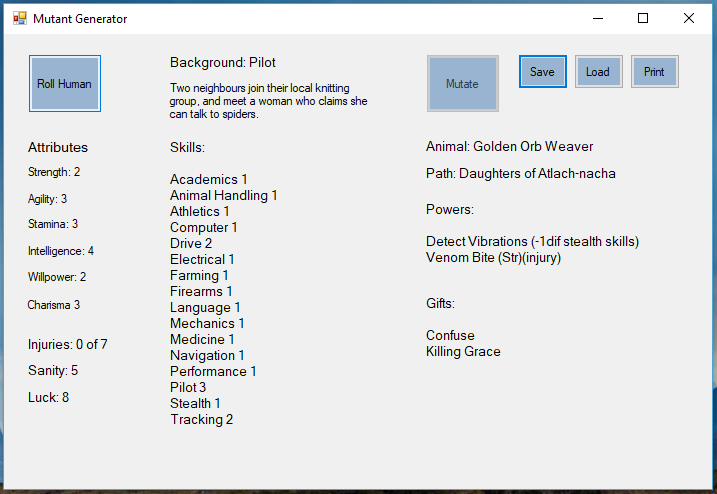 Mutant Generator
Roll Human
Background: Pilot
Two neighbours join their local knitting
group, and meet a woman who claims she
can talk to spiders.
Mutate
Save
Load
Print
Attributes
Strength: 2
Agility: 3
Stamina: 3
Intelligence: 4
Willpower: 2
Charisma 3
Injuries: 0 of 7
Sanity: 5
Luck: 8
Skills:
Academics 1
Animal Handling 1
Athletics 1
Computer 1
Drive 2
Electrical 1
Farming 1
Firearms 1
Language 1
Mechanics 1
Medicine 1
Navigation 1
Performance 1
Pilot 3
Stealth 1
Tracking 2
Animal: Golden Orb Weaver
Path: Daughters of Atlach-nacha
Powers:
Detect Vibrations (-1dif stealth skills)
Venom Bite (Str)(injury)
Gifts:
Confuse
Killing Grace